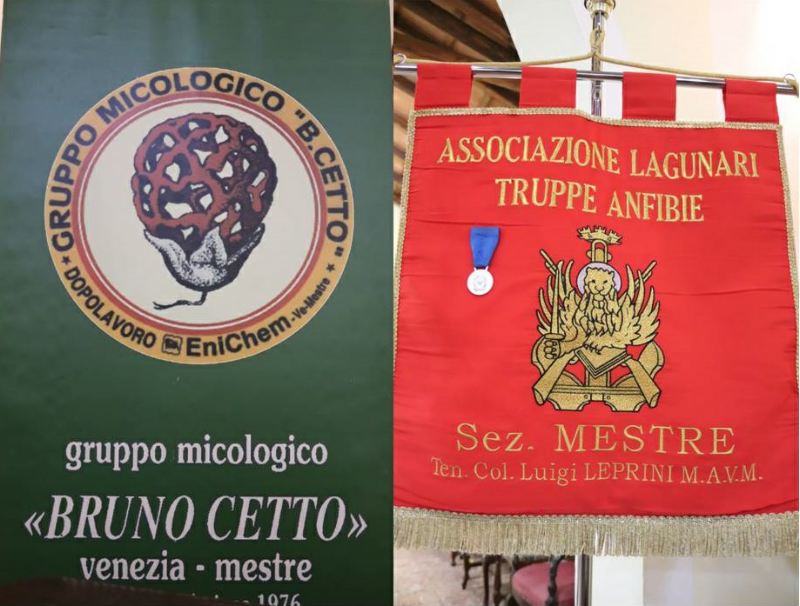 GRUPPO MICOLOGICO "B.CETTO"
★ DOPOLAVORO EniChem -Ve-Mestre ★
gruppo micologico
«BRUNO CETTO»
venezia - mestre
1976
ASSOCIAZIONE LAGUNARI
TRUPPE ANFIBIE
Sez. MESTRE
Ten. Col. Luigi LEPRINI M.A.V.M.